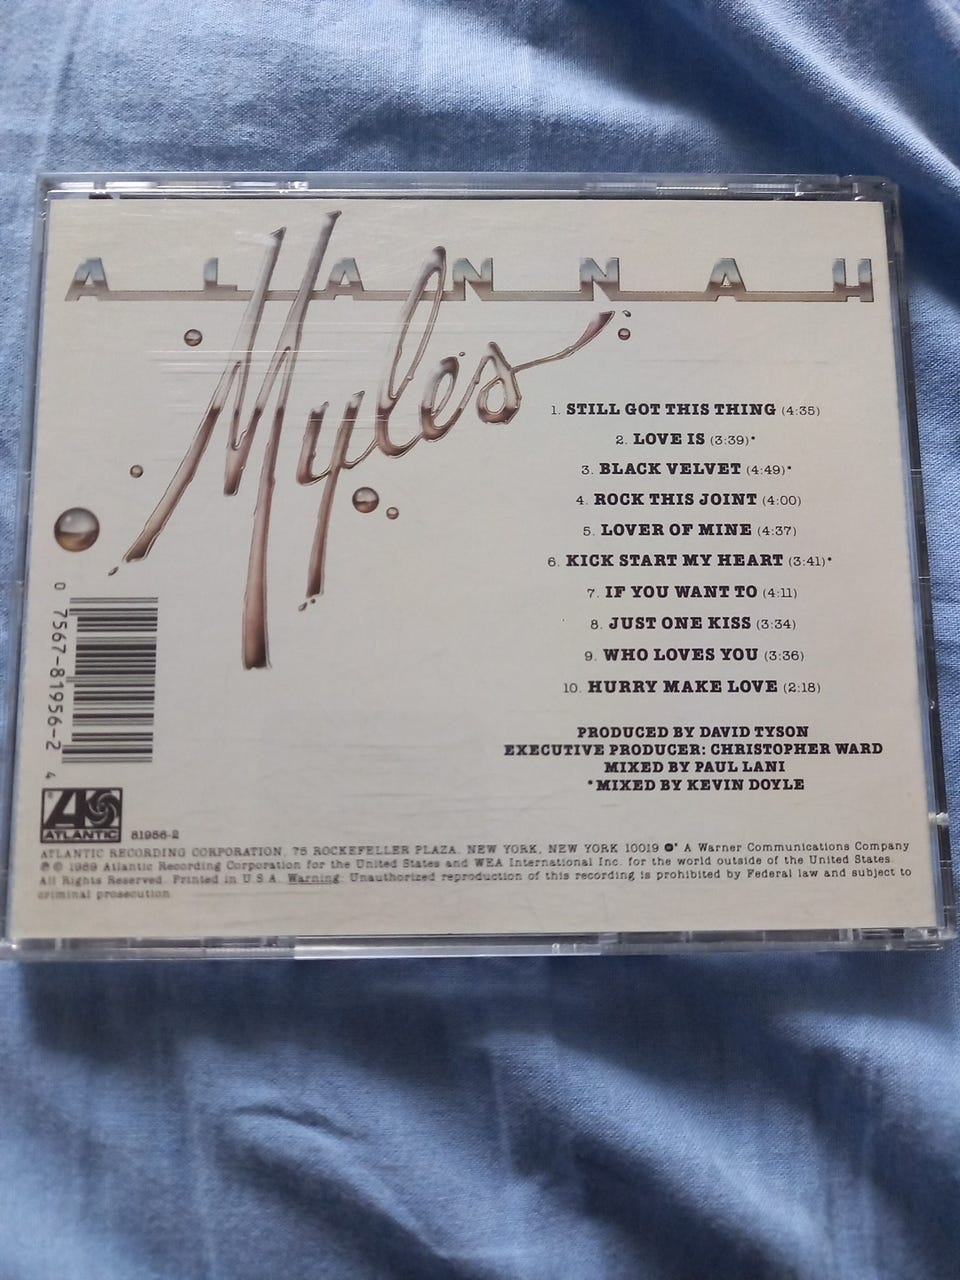 ALANNAH
Myles
1. STILL GOT THIS THING (4:35)
2. LOVE IS (3:39)*
3. BLACK VELVET (4:49)*
4. ROCK THIS JOINT (4:00)
5. LOVER OF MINE (4:37)
6. KICK START MY HEART (3:41)*
7. IF YOU WANT TO (4:11)
8. JUST ONE KISS (3:34)
9. WHO LOVES YOU (3:36)
10. HURRY MAKE LOVE (2:18)
PRODUCED BY DAVID TYSON
EXECUTIVE PRODUCER: CHRISTOPHER WARD
MIXED BY PAUL LANI
*MIXED BY KEVIN DOYLE
0 7567-81956-2 4
ATLANTIC
81956-2
ATLANTIC RECORDING CORPORATION, 75 ROCKEFELLER PLAZA, NEW YORK, NEW YORK 10019 A Warner Communications Company
℗ © 1989 Atlantic Recording Corporation for the United States and WEA International Inc. for the world outside of the United States.
All Rights Reserved. Printed in U.S.A. Warning: Unauthorized reproduction of this recording is prohibited by Federal law and subject to
criminal prosecution.